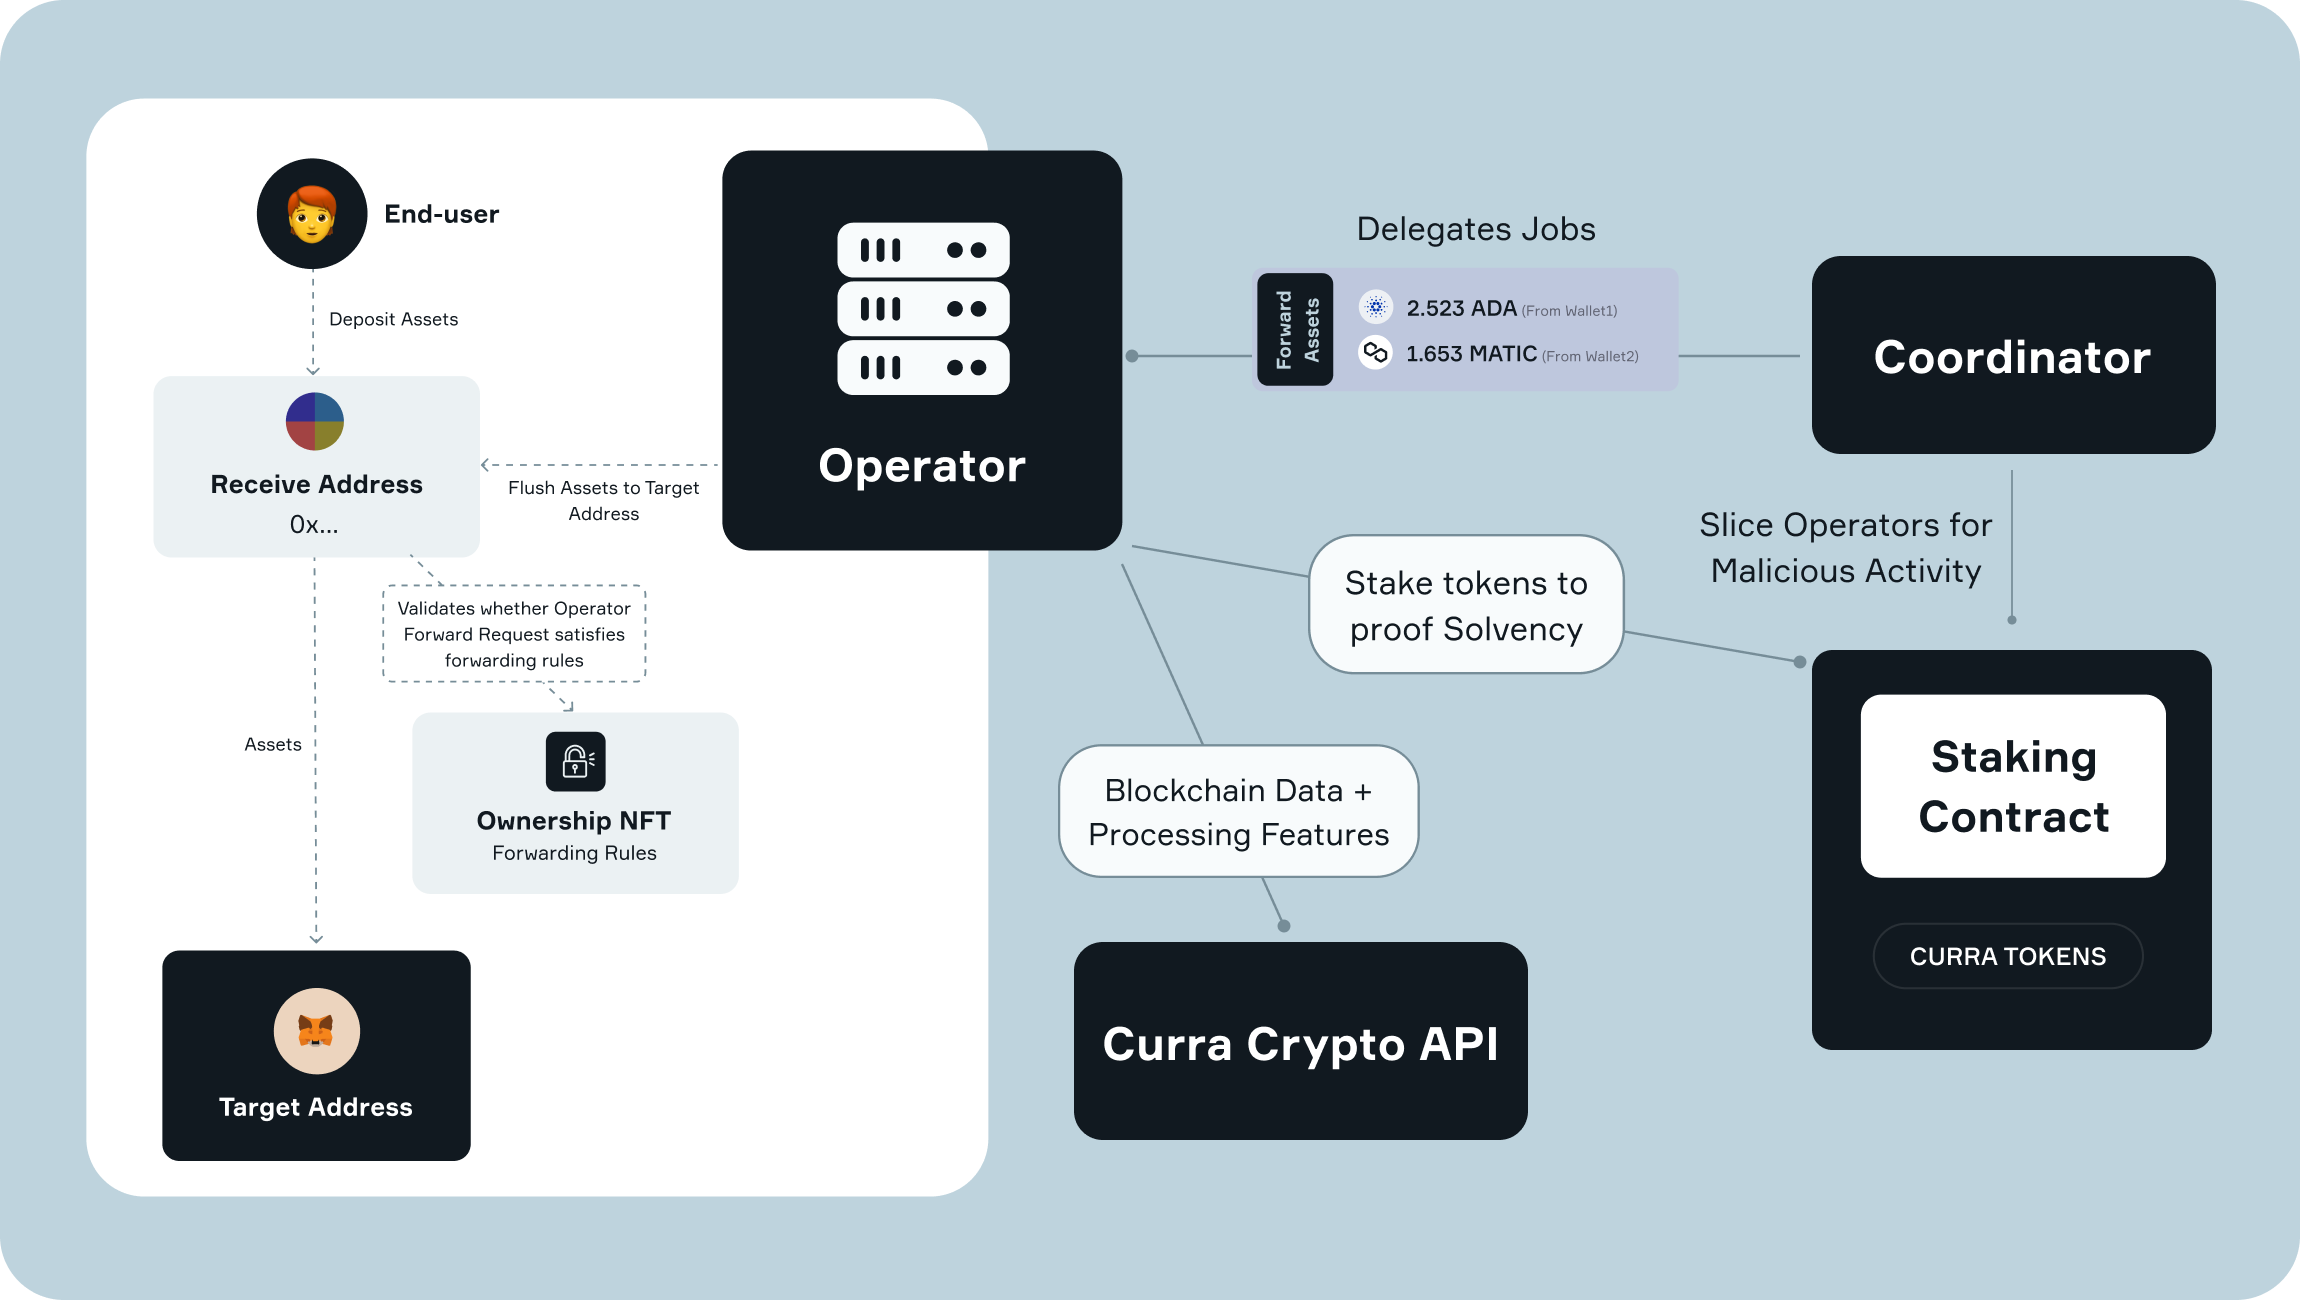 End-user
Deposit Assets
Receive Address
0x...
Flush Assets to Target
Address
Validates whether Operator
Forward Request satisfies
forwarding rules
Assets
Ownership NFT
Forwarding Rules
Target Address
Operator
Delegates Jobs
Forward
Assets
2.523 ADA (From Wallet1)
1.653 MATIC (From Wallet2)
Coordinator
Slice Operators for
Malicious Activity
Stake tokens to
proof Solvency
Blockchain Data +
Processing Features
Curra Crypto API
Staking
Contract
CURRA TOKENS